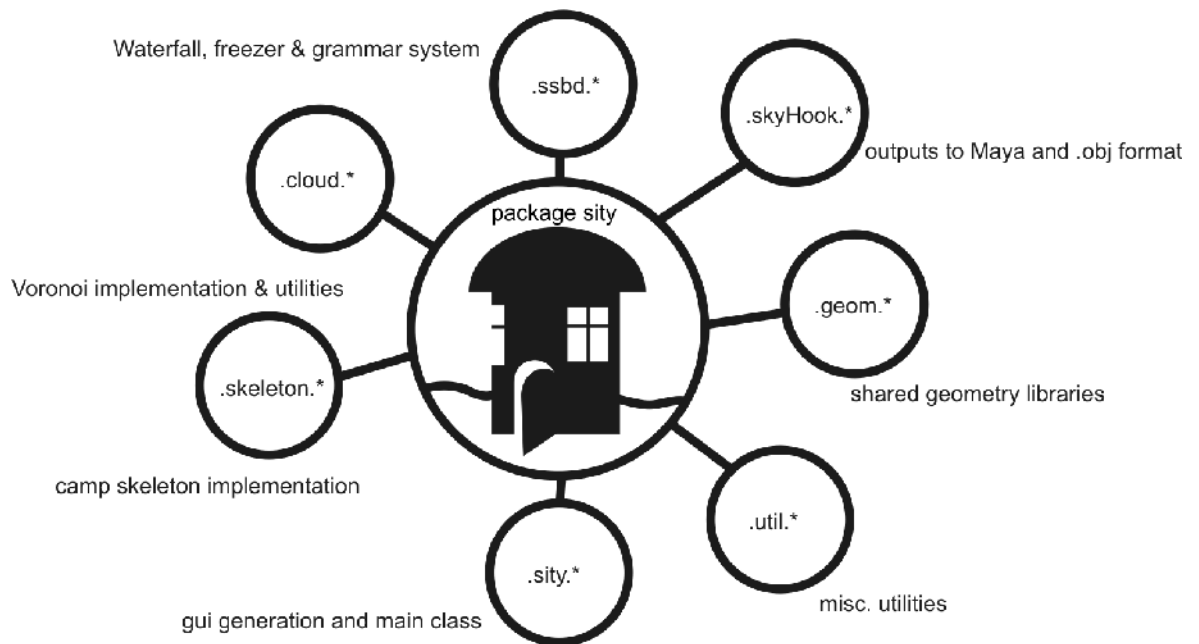 Waterfall, freezer & grammar system
.ssbd.*
.skyHook.*
outputs to Maya and .obj format
.cloud.*
package sity
Voronoi implementation & utilities
.geom.*
shared geometry libraries
.skeleton.*
camp skeleton implementation
.util.*
misc. utilities
.sity.*
gui generation and main class